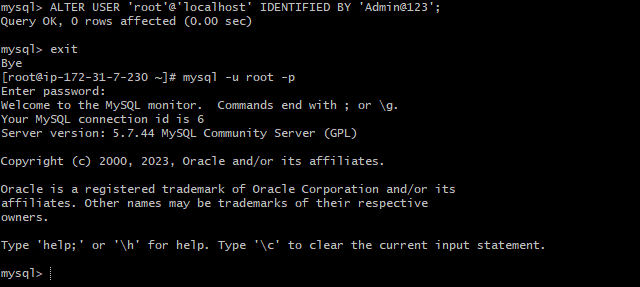 mysql> ALTER USER 'root'@'localhost' IDENTIFIED BY 'Admin@123';
Query OK, 0 rows affected (0.00 sec)
mysql> exit
Bye
[root@ip-172-31-7-230 ~]# mysql -u root -p
Enter password:
Welcome to the MySQL monitor.  Commands end with ; or \g.
Your MySQL connection id is 6
Server version: 5.7.44 MySQL Community Server (GPL)
Copyright (c) 2000, 2023, Oracle and/or its affiliates.
Oracle is a registered trademark of Oracle Corporation and/or its
affiliates. Other names may be trademarks of their respective
owners.
Type 'help;' or '\h' for help. Type '\c' to clear the current input statement.
mysql>